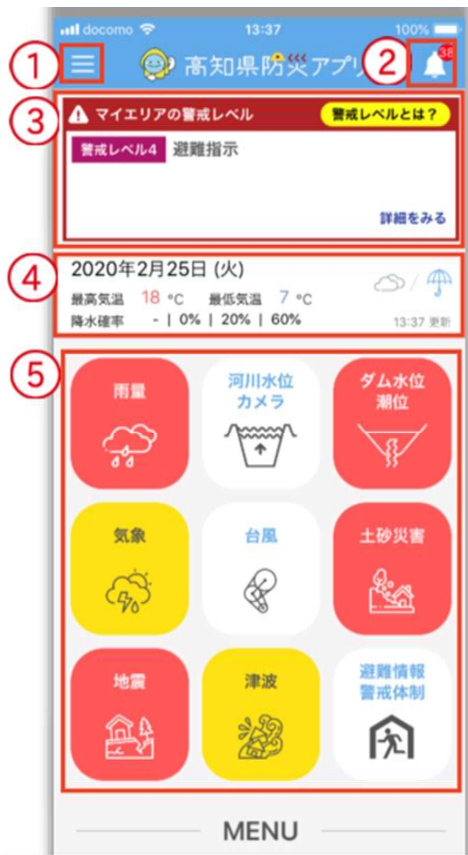 docomo 13:37 100%
① ② 高知県防災アプリ 38
③ マイエリアの警戒レベル 警戒レベルとは?
警戒レベル4 避難指示
詳細をみる
④ 2020年2月25日 (火)
最高気温 18 °C 最低気温 7 °C
降水確率 - | 0% | 20% | 60% 13:37 更新
⑤
雨量
河川水位
カメラ
ダム水位
潮位
気象
台風
土砂災害
地震
津波
避難情報
警戒体制
MENU